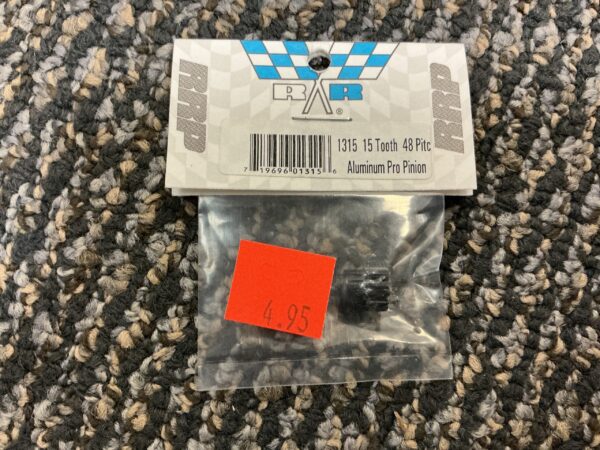 RRP
R R ®
RRP
1315 15 Tooth 48 Pitc
Aluminum Pro Pinion
7 19696 01315 6
4.95